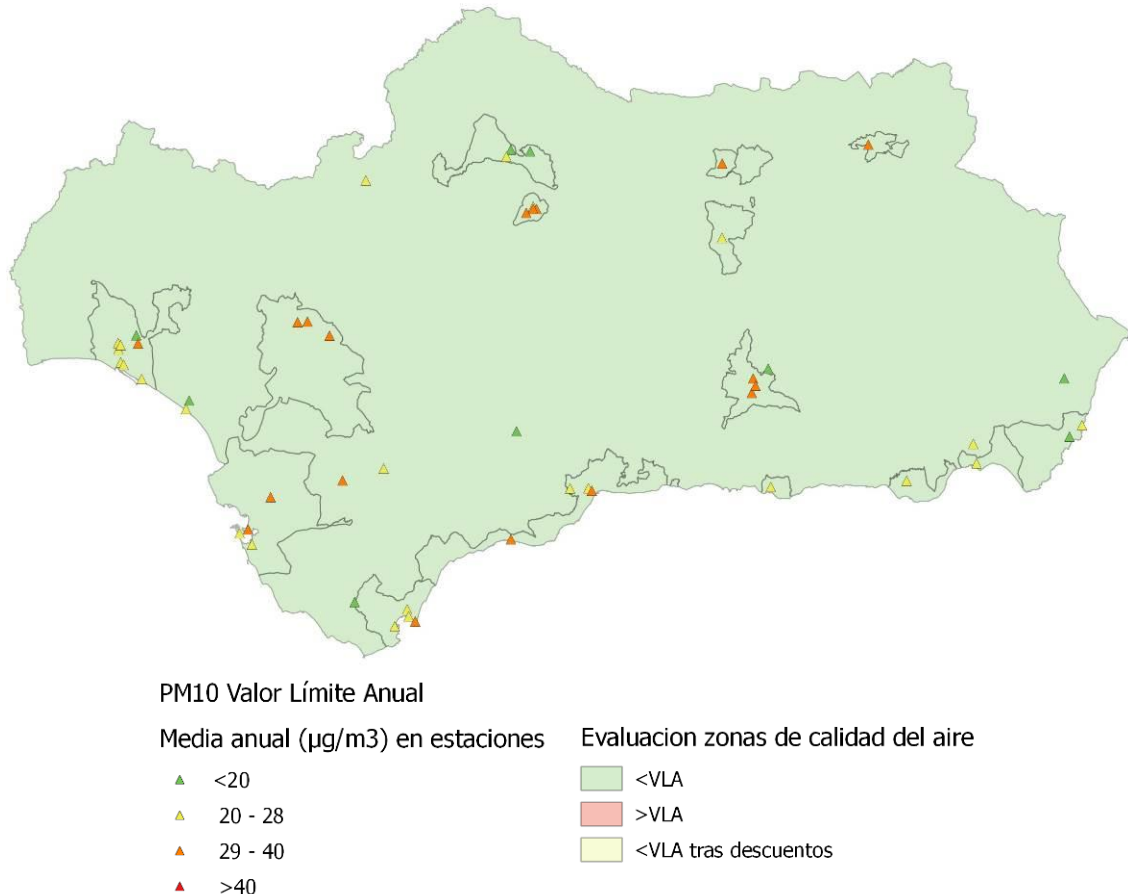 PM10 Valor Límite Anual
Media anual (µg/m3) en estaciones
<20
20 - 28
29 - 40
>40
Evaluacion zonas de calidad del aire
<VLA
>VLA
<VLA tras descuentos